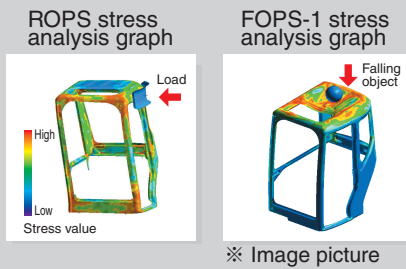 ROPS stress
analysis graph
Load
High
Low
Stress value
FOPS-1 stress
analysis graph
Falling
object
※ Image picture